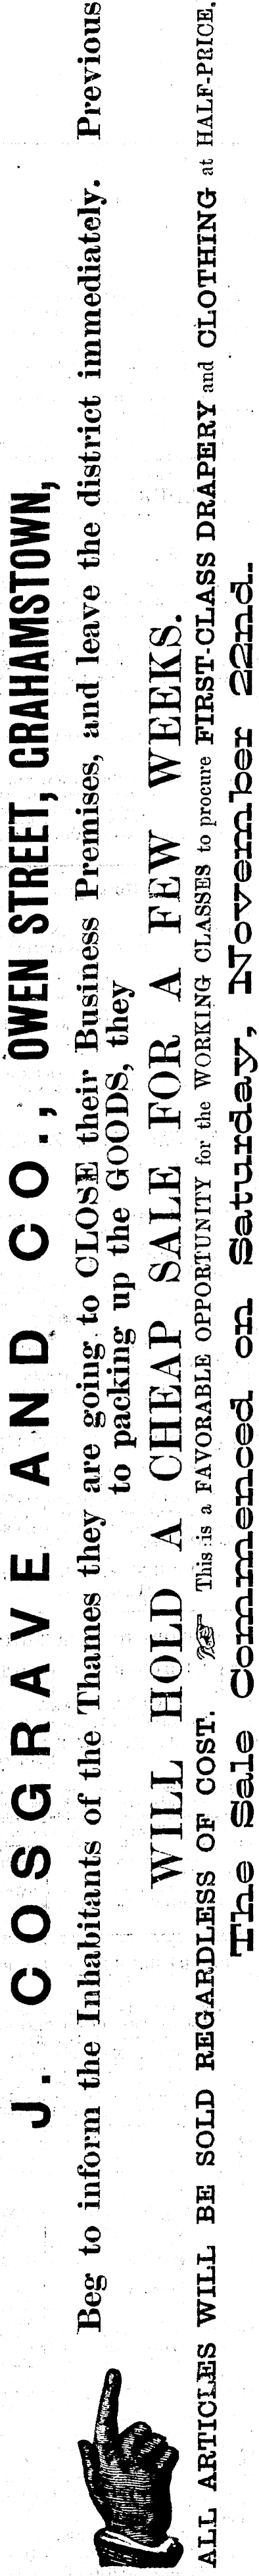 J. COSGRAVE AND CO., OWEN STREET, GRAHAMSTOWN,
Beg to inform the Inhabitants of the Thames they are going to CLOSE their Business Premises, and leave the district immediately. Previous
to packing up the GOODS, they
WILL HOLD A CHEAP SALE FOR A FEW WEEKS.
ALL ARTICLES WILL BE SOLD REGARDLESS OF COST. ☞ This is a FAVORABLE OPPORTUNITY for the WORKING CLASSES to procure FIRST-CLASS DRAPERY and CLOTHING at HALF-PRICE.
The Sale Commenced on Saturday, November 22nd.